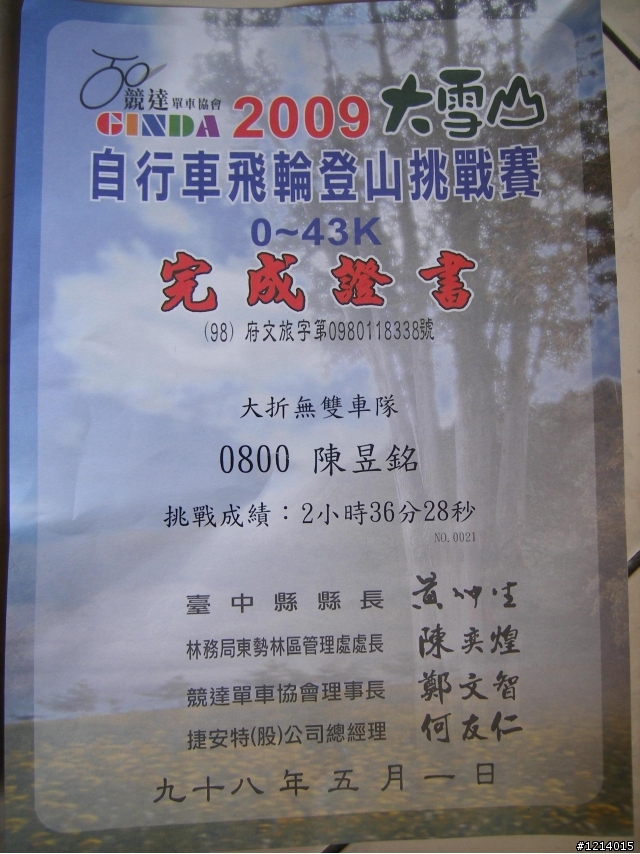 競達單車協會
GINDA 2009 大雪山
自行車飛輪登山挑戰賽
0~43K
完成證書
(98) 府文旅字第0980118338號
大折無雙車隊
0800 陳昱銘
挑戰成績：2小時36分28秒
NO.0021
臺中縣縣長 黃仲生
林務局東勢林區管理處處長 陳奕煌
競達單車協會理事長 鄭文智
捷安特(股)公司總經理 何友仁
九十八年五月一日
#1214015